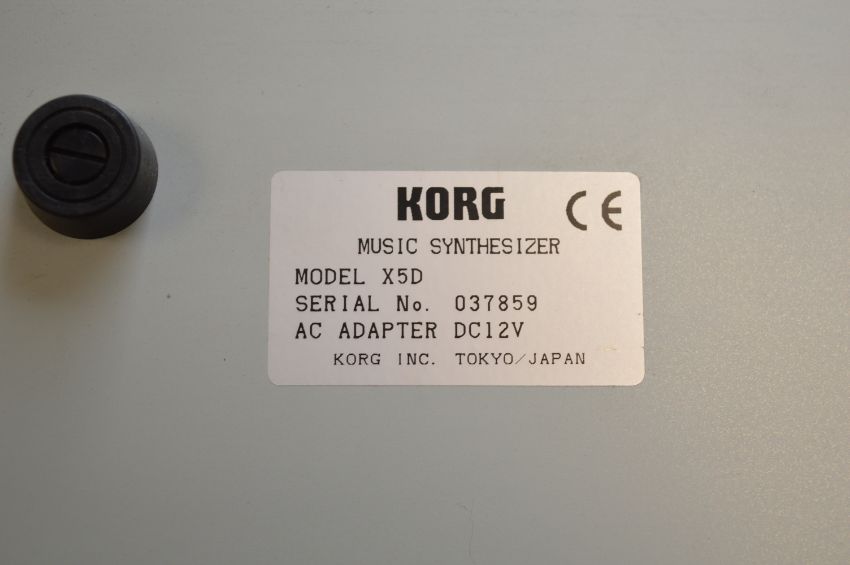 KORG CE
MUSIC SYNTHESIZER
MODEL X5D
SERIAL No. 037859
AC ADAPTER DC12V
KORG INC. TOKYO/JAPAN